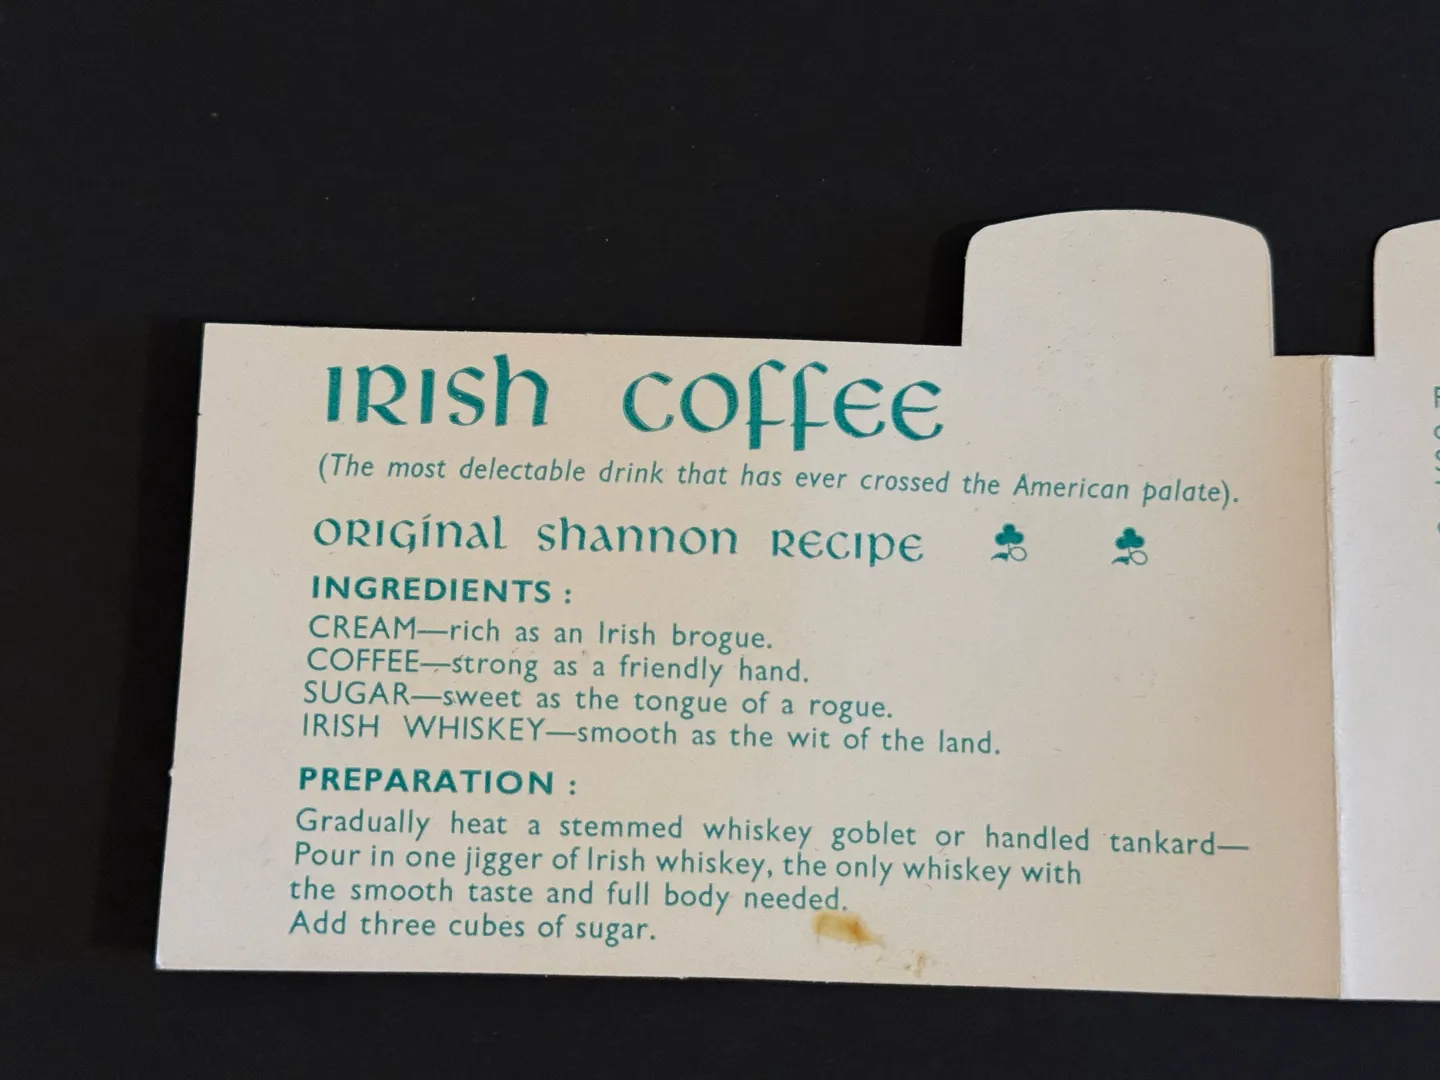 IRISH COFFEE
(The most delectable drink that has ever crossed the American palate).
ORIGINAL SHANNON RECIPE
INGREDIENTS :
CREAM—rich as an Irish brogue.
COFFEE—strong as a friendly hand.
SUGAR—sweet as the tongue of a rogue.
IRISH WHISKEY—smooth as the wit of the land.
PREPARATION :
Gradually heat a stemmed whiskey goblet or handled tankard—
Pour in one jigger of Irish whiskey, the only whiskey with
the smooth taste and full body needed.
Add three cubes of sugar.